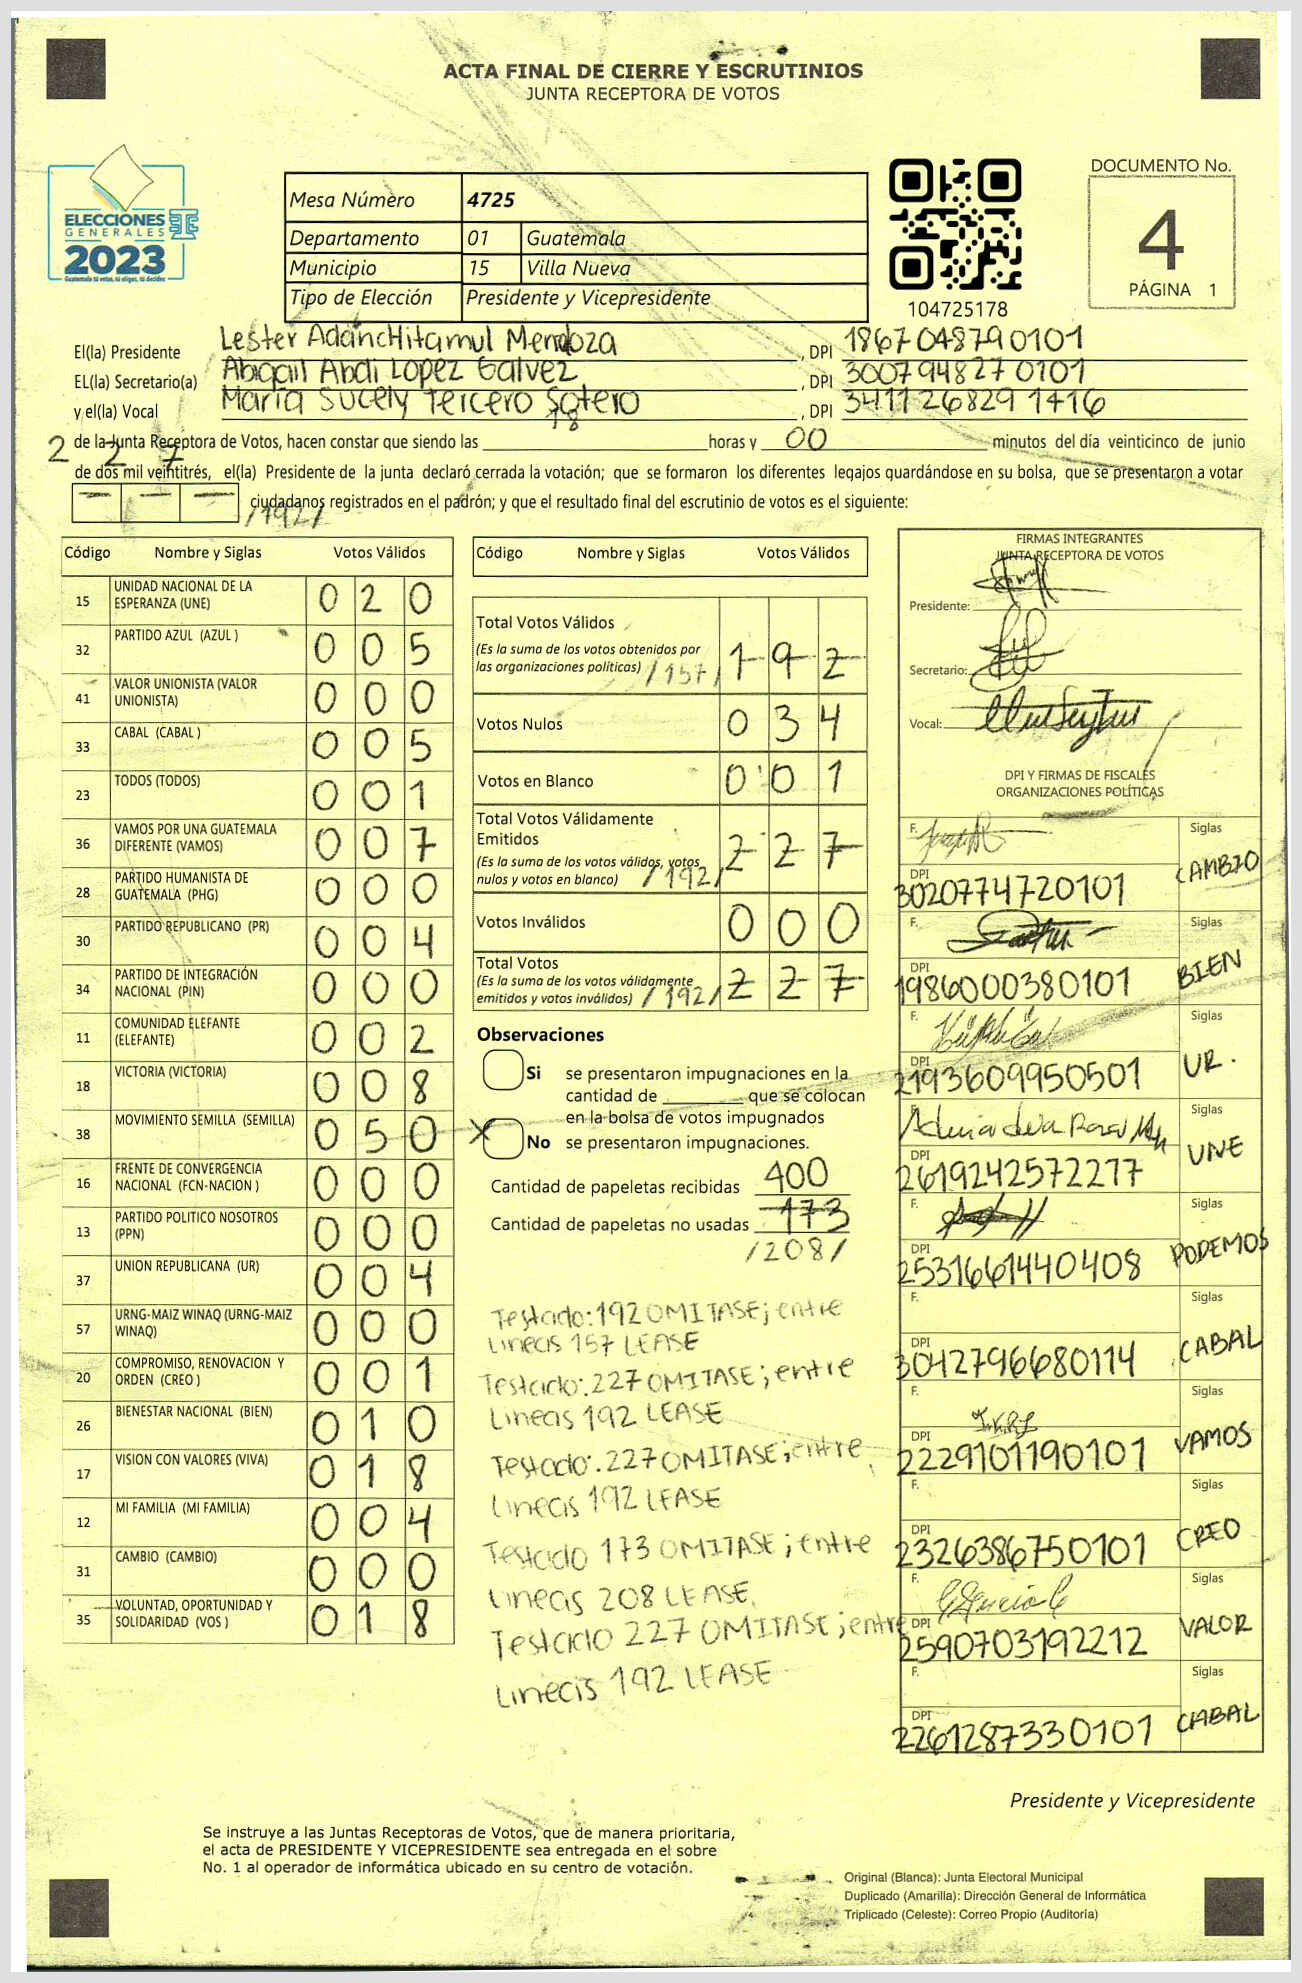 ACTA FINAL DE CIERRE Y ESCRUTINIOS
JUNTA RECEPTORA DE VOTOS
ELECCIONES
GENERALES
2023
Guatemala tú votas, tú eliges, tú decides
Mesa Número 4725
Departamento 01 Guatemala
Municipio 15 Villa Nueva
Tipo de Elección Presidente y Vicepresidente
104725178
DOCUMENTO No.
4
PÁGINA 1
El(la) Presidente Lester Adán Chitamul Mendoza, DPI 1867048790101
EL(la) Secretario(a) Abigail Abdi Lopez Galvez, DPI 3007948270101
y el(la) Vocal María Sucely Tercero Sotero, DPI 3411268291416
de la Junta Receptora de Votos, hacen constar que siendo las 18 horas y 00 minutos del día veinticinco de junio
2 2 7
de dos mil veintitrés, el(la) Presidente de la junta declaró cerrada la votación; que se formaron los diferentes legajos quardándose en su bolsa, que se presentaron a votar
— — — ciudadanos registrados en el padrón; y que el resultado final del escrutinio de votos es el siguiente:
/192/
Código Nombre y Siglas Votos Válidos
15 UNIDAD NACIONAL DE LA ESPERANZA (UNE) 0 2 0
32 PARTIDO AZUL (AZUL ) 0 0 5
41 VALOR UNIONISTA (VALOR UNIONISTA) 0 0 0
33 CABAL (CABAL ) 0 0 5
23 TODOS (TODOS) 0 0 1
36 VAMOS POR UNA GUATEMALA DIFERENTE (VAMOS) 0 0 7
28 PARTIDO HUMANISTA DE GUATEMALA (PHG) 0 0 0
30 PARTIDO REPUBLICANO (PR) 0 0 4
34 PARTIDO DE INTEGRACIÓN NACIONAL (PIN) 0 0 0
11 COMUNIDAD ELEFANTE (ELEFANTE) 0 0 2
18 VICTORIA (VICTORIA) 0 0 8
38 MOVIMIENTO SEMILLA (SEMILLA) 0 5 0
16 FRENTE DE CONVERGENCIA NACIONAL (FCN-NACION ) 0 0 0
13 PARTIDO POLITICO NOSOTROS (PPN) 0 0 0
37 UNION REPUBLICANA (UR) 0 0 4
57 URNG-MAIZ WINAQ (URNG-MAIZ WINAQ) 0 0 0
20 COMPROMISO, RENOVACION Y ORDEN (CREO ) 0 0 1
26 BIENESTAR NACIONAL (BIEN) 0 1 0
17 VISION CON VALORES (VIVA) 0 1 8
12 MI FAMILIA (MI FAMILIA) 0 0 4
31 CAMBIO (CAMBIO) 0 0 0
35 VOLUNTAD, OPORTUNIDAD Y SOLIDARIDAD (VOS ) 0 1 8
Código Nombre y Siglas Votos Válidos
Total Votos Válidos
(Es la suma de los votos obtenidos por
las organizaciones políticas) /157/ 1 9 2
Votos Nulos 0 3 4
Votos en Blanco 0 0 1
Total Votos Válidamente
Emitidos
(Es la suma de los votos válidos, votos
nulos y votos en blanco) /192/ 2 2 7
Votos Inválidos 0 0 0
Total Votos
(Es la suma de los votos válidamente
emitidos y votos inválidos) /192/ 2 2 7
Observaciones
Si se presentaron impugnaciones en la
cantidad de ________ que se colocan
en la bolsa de votos impugnados
X No se presentaron impugnaciones.
Cantidad de papeletas recibidas 400
Cantidad de papeletas no usadas 173
/208/
Testado: 192 OMITASE; entre
Lineas 157 LEASE
Testado: 227 OMITASE; entre
Lineas 192 LEASE
Testado: 227 OMITASE; entre
Lineas 192 LEASE
Testado 173 OMITASE; entre
Lineas 208 LEASE.
Testado 227 OMITASE; entre
Lineas 192 LEASE
FIRMAS INTEGRANTES
JUNTA RECEPTORA DE VOTOS
Presidente:
Secretario:
Vocal:
DPI Y FIRMAS DE FISCALES
ORGANIZACIONES POLÍTICAS
F. Siglas
DPI 3020774720101 CAMBIO
F. Siglas
DPI 1986000380101 BIEN
F. Siglas
DPI 2193609950501 UR.
F. Siglas
DPI 2619242572217 UNE
F. Siglas
DPI 2531661440408 PODEMOS
F. Siglas
DPI 3042796680114 CABAL
F. Siglas
DPI 2229101190101 VAMOS
F. Siglas
DPI 2326386750101 CREO
F. Siglas
DPI 2590703192212 VALOR
F. Siglas
DPI 2261287330101 CABAL
Presidente y Vicepresidente
Se instruye a las Juntas Receptoras de Votos, que de manera prioritaria,
el acta de PRESIDENTE Y VICEPRESIDENTE sea entregada en el sobre
No. 1 al operador de informática ubicado en su centro de votación.
Original (Blanca): Junta Electoral Municipal
Duplicado (Amarilla): Dirección General de Informática
Triplicado (Celeste): Correo Propio (Auditoría)